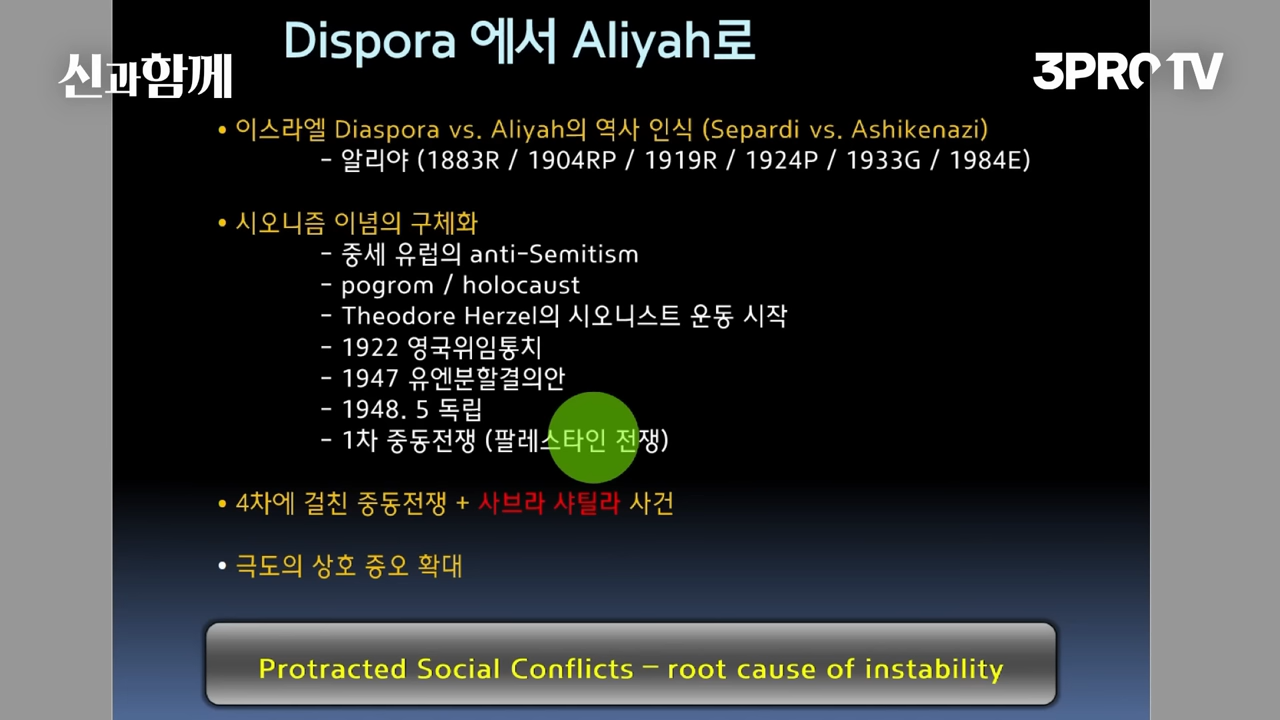 Dispora 에서 Aliyah로
신과함께
3PROTV
• 이스라엘 Diaspora vs. Aliyah의 역사 인식 (Separdi vs. Ashikenazi)
- 알리야 (1883R / 1904RP / 1919R / 1924P / 1933G / 1984E)
• 시오니즘 이념의 구체화
- 중세 유럽의 anti-Semitism
- pogrom / holocaust
- Theodore Herzel의 시오니스트 운동 시작
- 1922 영국위임통치
- 1947 유엔분할결의안
- 1948. 5 독립
- 1차 중동전쟁 (팔레스타인 전쟁)
• 4차에 걸친 중동전쟁 + 사브라 샤틸라 사건
• 극도의 상호 증오 확대
Protracted Social Conflicts – root cause of instability